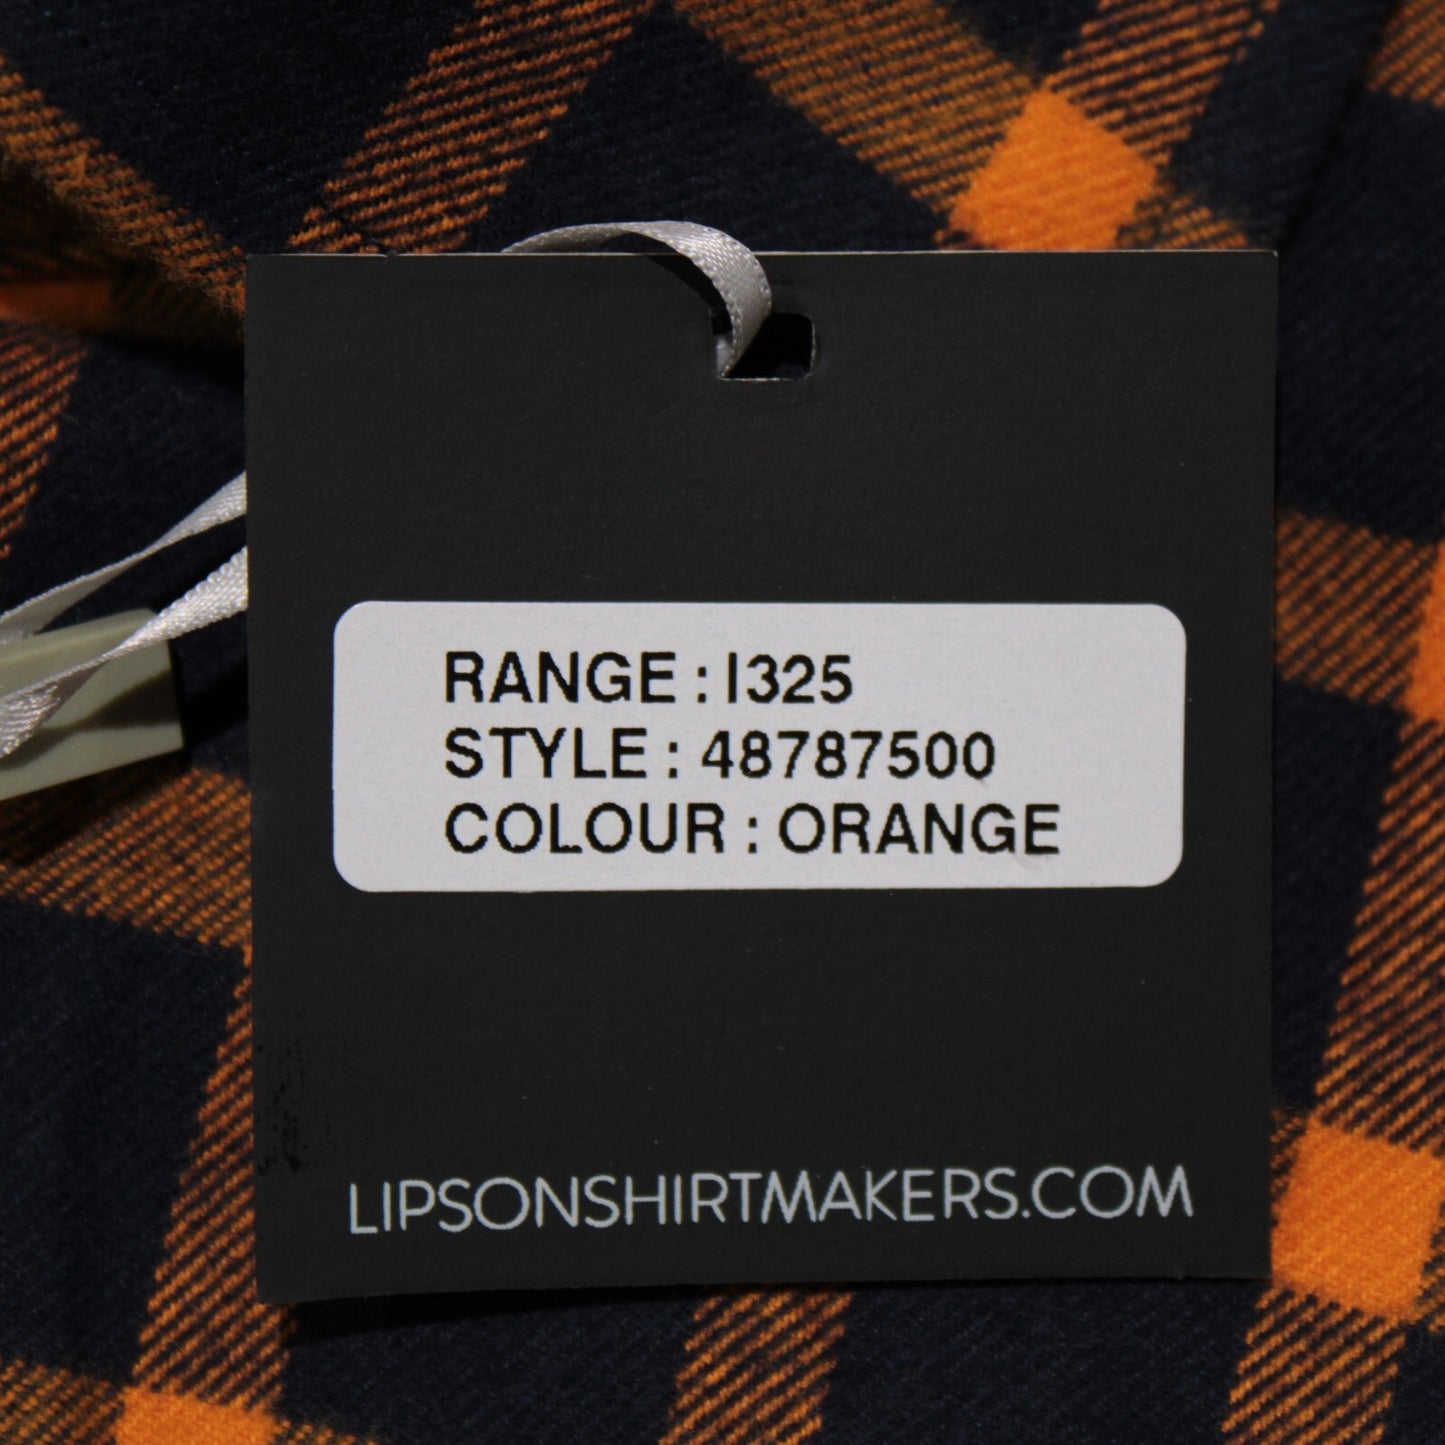 RANGE : I325
STYLE : 48787500
COLOUR : ORANGE
LIPSONSHIRTMAKERS.COM